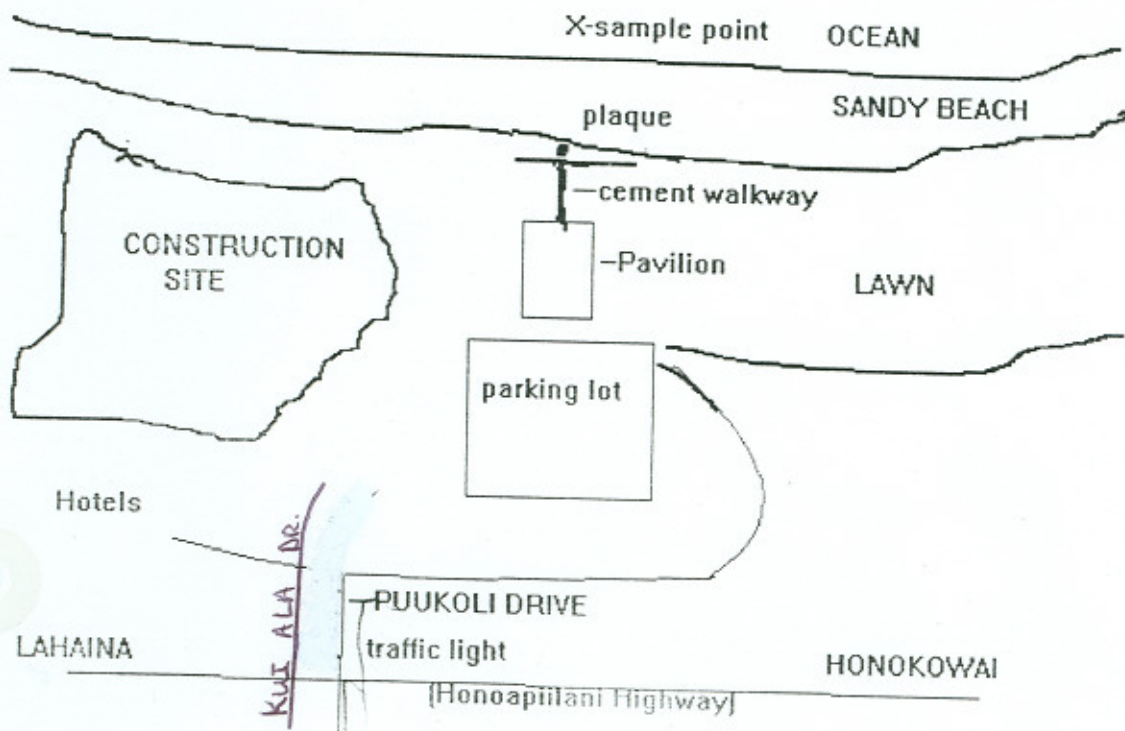 X-sample point OCEAN
SANDY BEACH
plaque
cement walkway
CONSTRUCTION
SITE
Pavilion
LAWN
parking lot
Hotels
KUI ALA DR.
PUUKOLI DRIVE
LAHAINA
traffic light
HONOKOWAI
(Honoapiilani Highway)